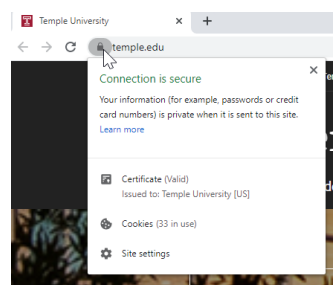 Temple University
temple.edu
Connection is secure
Your information (for example, passwords or credit
card numbers) is private when it is sent to this site.
Learn more
Certificate (Valid)
Issued to: Temple University [US]
Cookies (33 in use)
Site settings